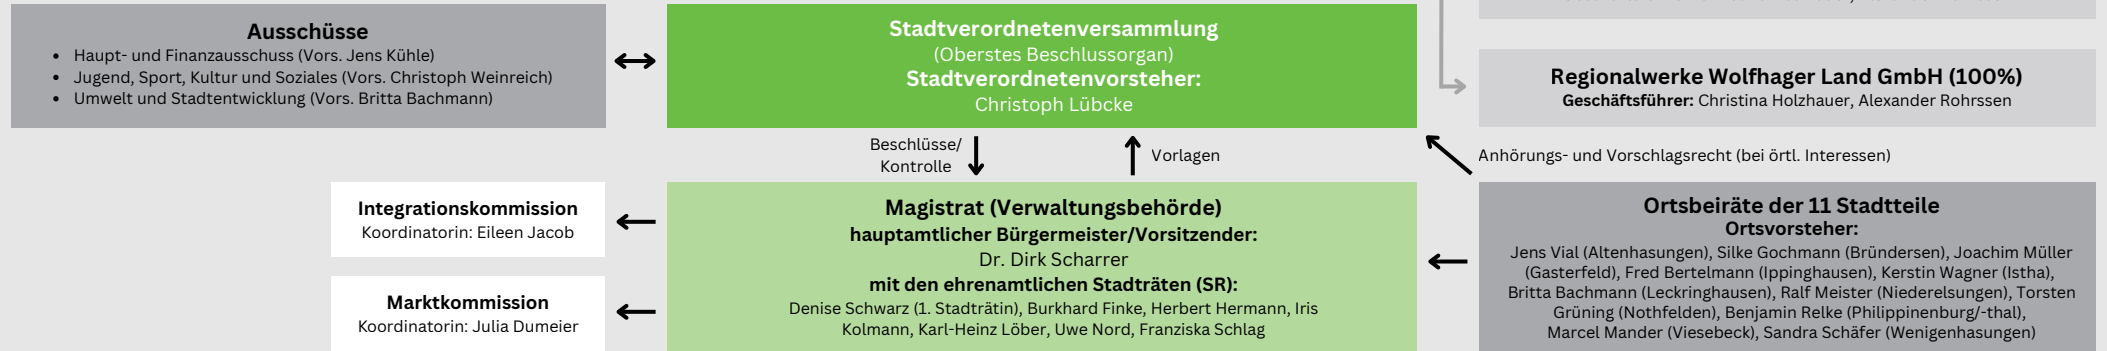 Ausschüsse
• Haupt- und Finanzausschuss (Vors. Jens Kühle)
• Jugend, Sport, Kultur und Soziales (Vors. Christoph Weinreich)
• Umwelt und Stadtentwicklung (Vors. Britta Bachmann)
Stadtverordnetenversammlung
(Oberstes Beschlussorgan)
Stadtverordnetenvorsteher:
Christoph Lübcke
Regionalwerke Wolfhager Land GmbH (100%)
Geschäftsführer: Christina Holzhauer, Alexander Rohrssen
Beschlüsse/
Kontrolle
Vorlagen
Anhörungs- und Vorschlagsrecht (bei örtl. Interessen)
Integrationskommission
Koordinatorin: Eileen Jacob
Marktkommission
Koordinatorin: Julia Dumeier
Magistrat (Verwaltungsbehörde)
hauptamtlicher Bürgermeister/Vorsitzender:
Dr. Dirk Scharrer
mit den ehrenamtlichen Stadträten (SR):
Denise Schwarz (1. Stadträtin), Burkhard Finke, Herbert Hermann, Iris
Kolmann, Karl-Heinz Löber, Uwe Nord, Franziska Schlag
Ortsbeiräte der 11 Stadtteile
Ortsvorsteher:
Jens Vial (Altenhasungen), Silke Gochmann (Bründersen), Joachim Müller
(Gasterfeld), Fred Bertelmann (Ippinghausen), Kerstin Wagner (Istha),
Britta Bachmann (Leckringhausen), Ralf Meister (Niederelsungen), Torsten
Grüning (Nothfelden), Benjamin Relke (Philippinenburg/-thal),
Marcel Mander (Viesebeck), Sandra Schäfer (Wenigenhasungen)